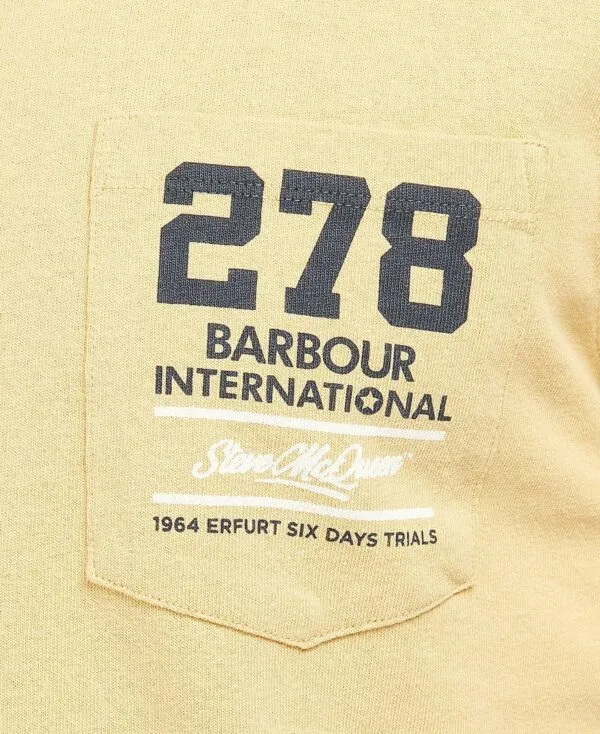 278
BARBOUR
INTERNATIONAL
Steve McQueen™
1964 ERFURT SIX DAYS TRIALS